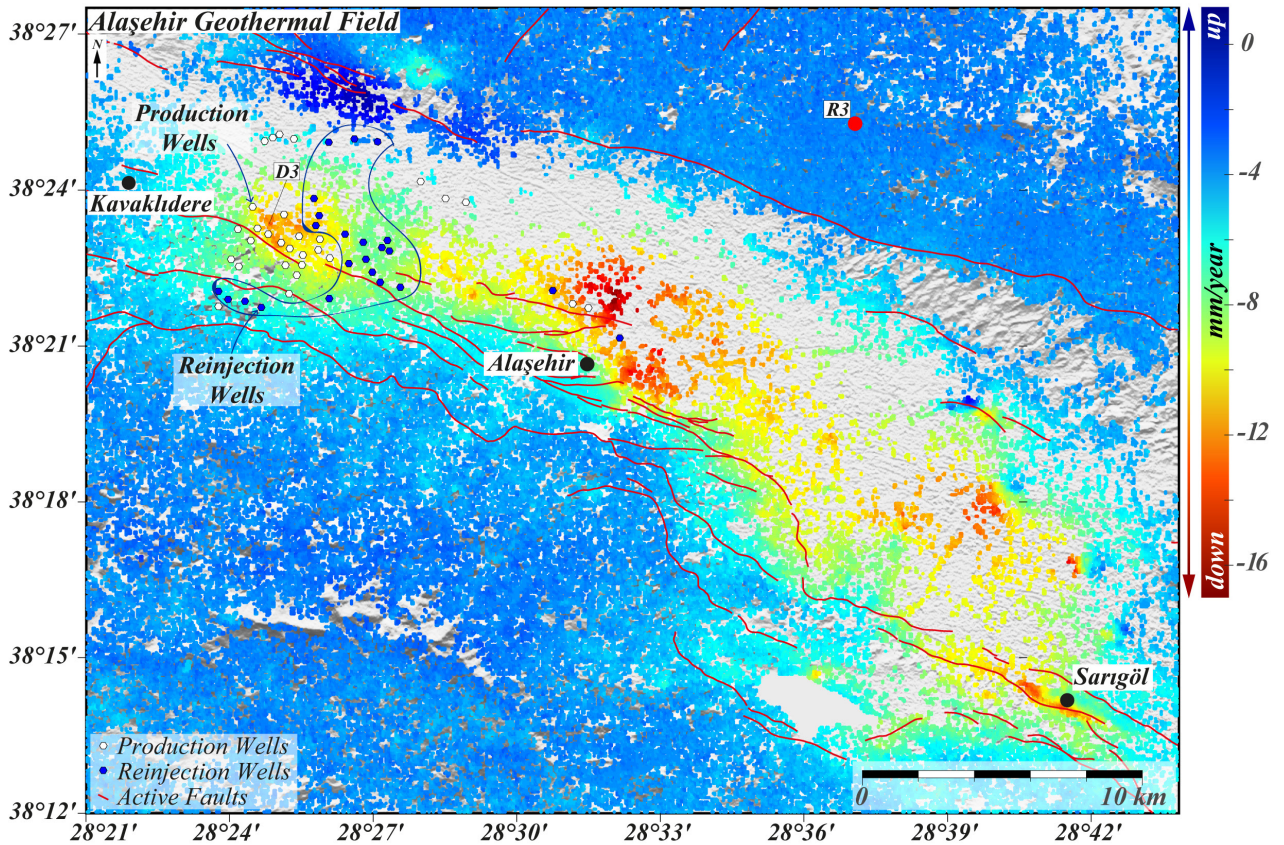 Alaşehir Geothermal Field
N
38°27'
38°24'
38°21'
38°18'
38°15'
38°12'
Production
Wells
D3
R3
Kavaklıdere
Alaşehir
Reinjection
Wells
Sarıgöl
Production Wells
Reinjection Wells
Active Faults
0
10 km
28°21'
28°24'
28°27'
28°30'
28°33'
28°36'
28°39'
28°42'
up
0
-4
-8
-12
-16
mm/year
down